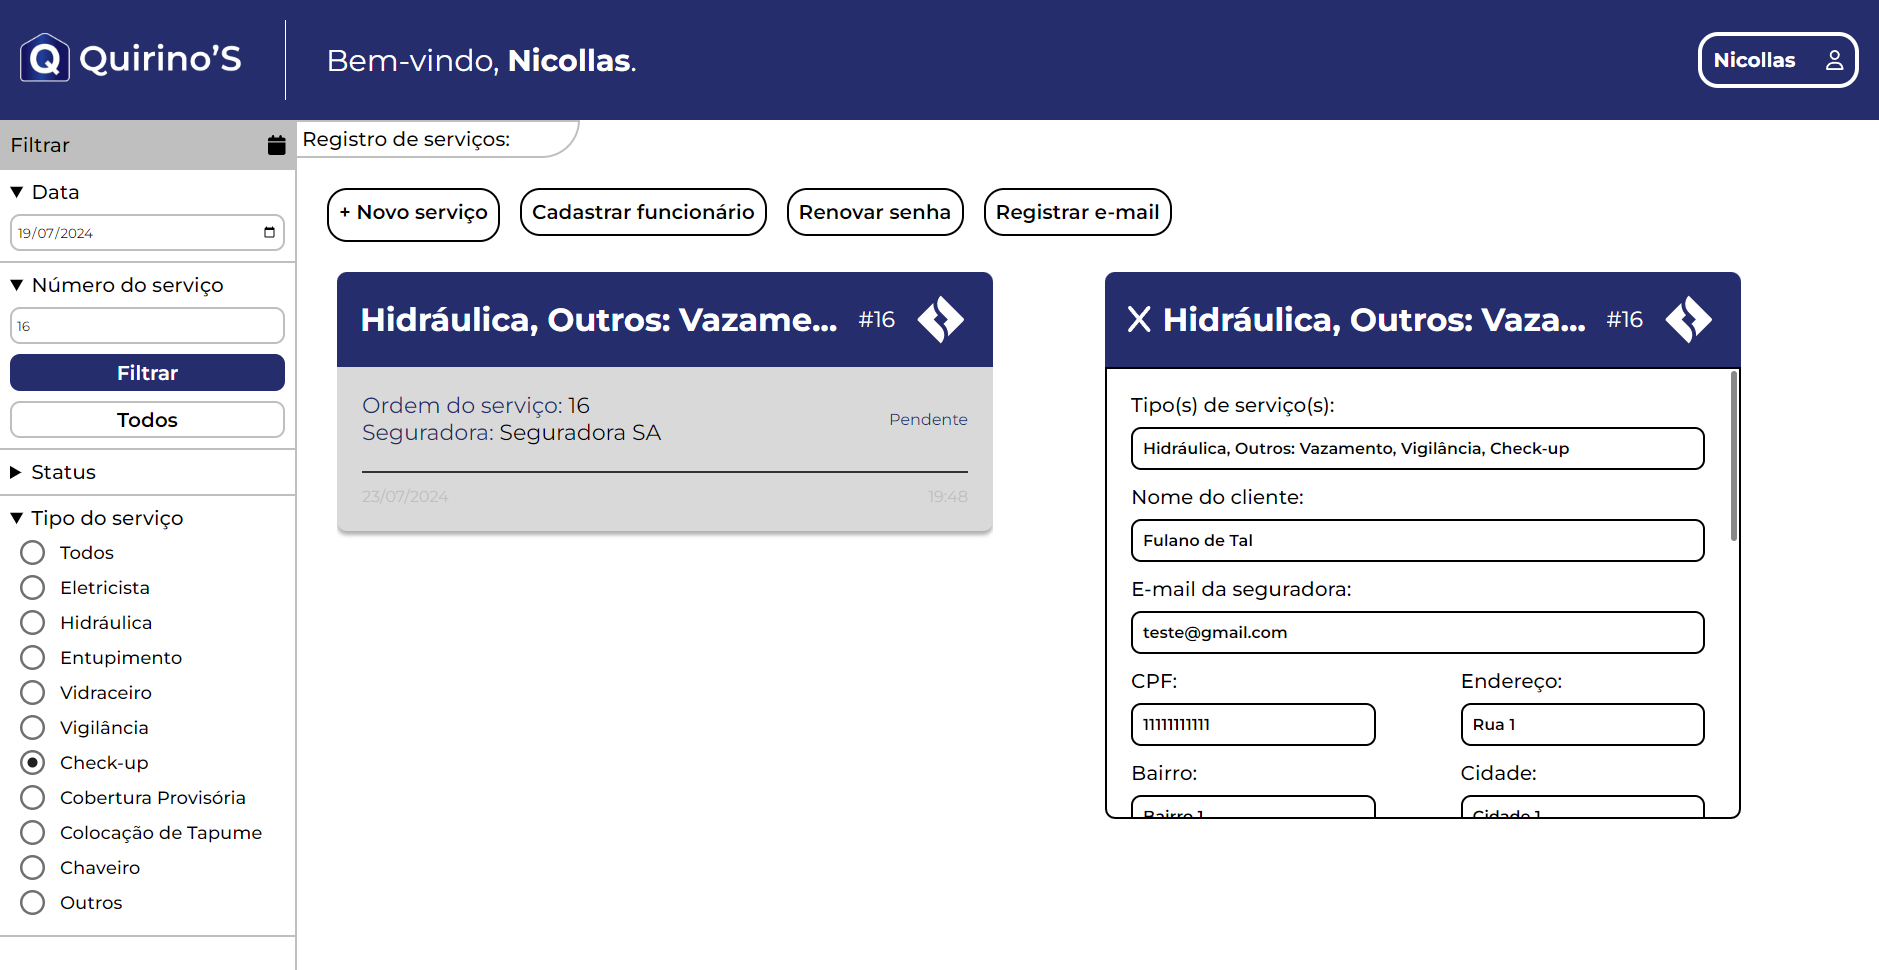 Quirino'S
Bem-vindo, Nicollas.
Nicollas
Filtrar
Data
19/07/2024
Número do serviço
16
Filtrar
Todos
Status
Tipo do serviço
Todos
Eletricista
Hidráulica
Entupimento
Vidraceiro
Vigilância
Check-up
Cobertura Provisória
Colocação de Tapume
Chaveiro
Outros
Registro de serviços:
+ Novo serviço
Cadastrar funcionário
Renovar senha
Registrar e-mail
Hidráulica, Outros: Vazame... #16
Ordem do serviço: 16
Seguradora: Seguradora SA
Pendente
23/07/2024 19:48
X Hidráulica, Outros: Vaza... #16
Tipo(s) de serviço(s):
Hidráulica, Outros: Vazamento, Vigilância, Check-up
Nome do cliente:
Fulano de Tal
E-mail da seguradora:
teste@gmail.com
CPF: Endereço:
11111111111 Rua 1
Bairro: Cidade:
Bairro 1 Cidade 1